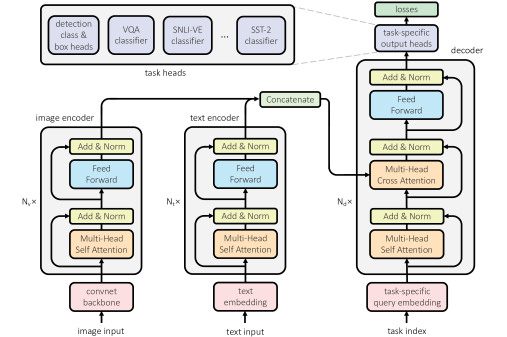 losses
detection
class &
box heads
VQA
classifier
SNLI-VE
classifier
...
SST-2
classifier
task heads
task-specific
output heads
decoder
Add & Norm
Feed
Forward
Add & Norm
Multi-Head
Cross Attention
N_d×
Add & Norm
Multi-Head
Self Attention
task-specific
query embedding
task index
Concatenate
image encoder
Add & Norm
Feed
Forward
N_v×
Add & Norm
Multi-Head
Self Attention
convnet
backbone
image input
text encoder
Add & Norm
Feed
Forward
N_t×
Add & Norm
Multi-Head
Self Attention
text
embedding
text input